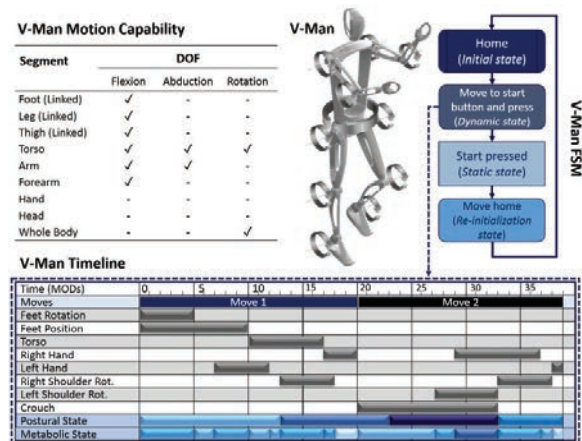 V-Man Motion Capability
Segment
DOF
Flexion Abduction Rotation
Foot (Linked) ✓ - -
Leg (Linked) ✓ - -
Thigh (Linked) ✓ - -
Torso ✓ ✓ ✓
Arm ✓ ✓ -
Forearm ✓ - -
Hand - - -
Head - - -
Whole Body - - ✓
V-Man
Home
(Initial state)
Move to start
button and press
(Dynamic state)
Start pressed
(Static state)
Move home
(Re-initialization
state)
V-Man FSM
V-Man Timeline
Time (MODs) 0 5 10 15 20 25 30 35
Moves Move 1 Move 2
Feet Rotation
Feet Position
Torso
Right Hand
Left Hand
Right Shoulder Rot.
Left Shoulder Rot.
Crouch
Postural State
Metabolic State